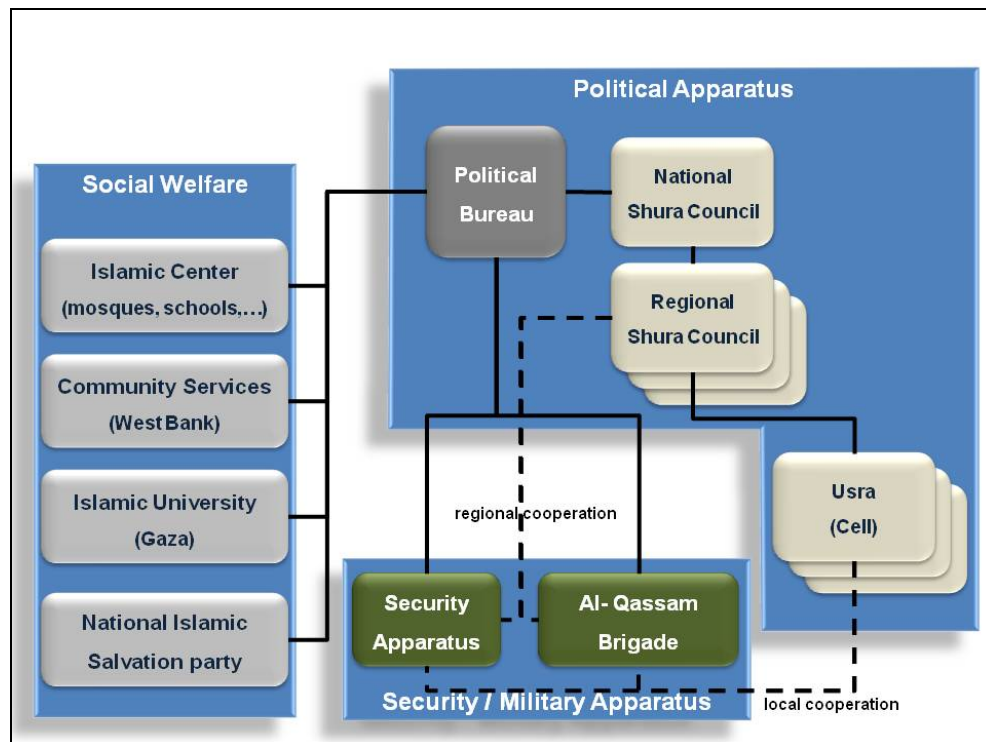 Political Apparatus
Social Welfare
Political
Bureau
National
Shura Council
Islamic Center
(mosques, schools,…)
Regional
Shura Council
Community Services
(West Bank)
Islamic University
(Gaza)
Usra
(Cell)
regional cooperation
National Islamic
Salvation party
Security
Apparatus
Al- Qassam
Brigade
Security / Military Apparatus
local cooperation